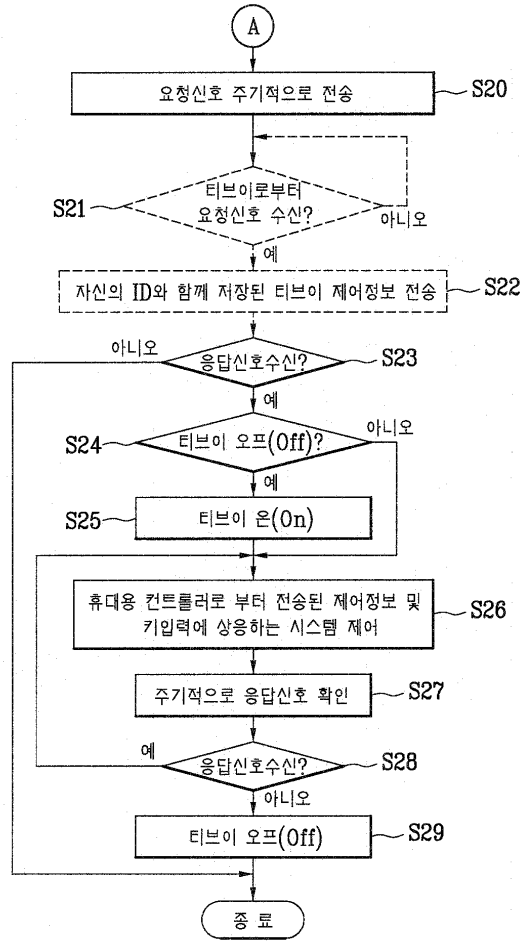 A
요청신호 주기적으로 전송
S20
티브이로부터
요청신호 수신?
S21
아니오
예
자신의 ID와 함께 저장된 티브이 제어정보 전송
S22
아니오
응답신호수신?
S23
예
S24
티브이 오프(Off)?
아니오
예
S25
티브이 온(On)
휴대용 컨트롤러로 부터 전송된 제어정보 및
키입력에 상응하는 시스템 제어
S26
주기적으로 응답신호 확인
S27
예
응답신호수신?
S28
아니오
티브이 오프(Off)
S29
종 료